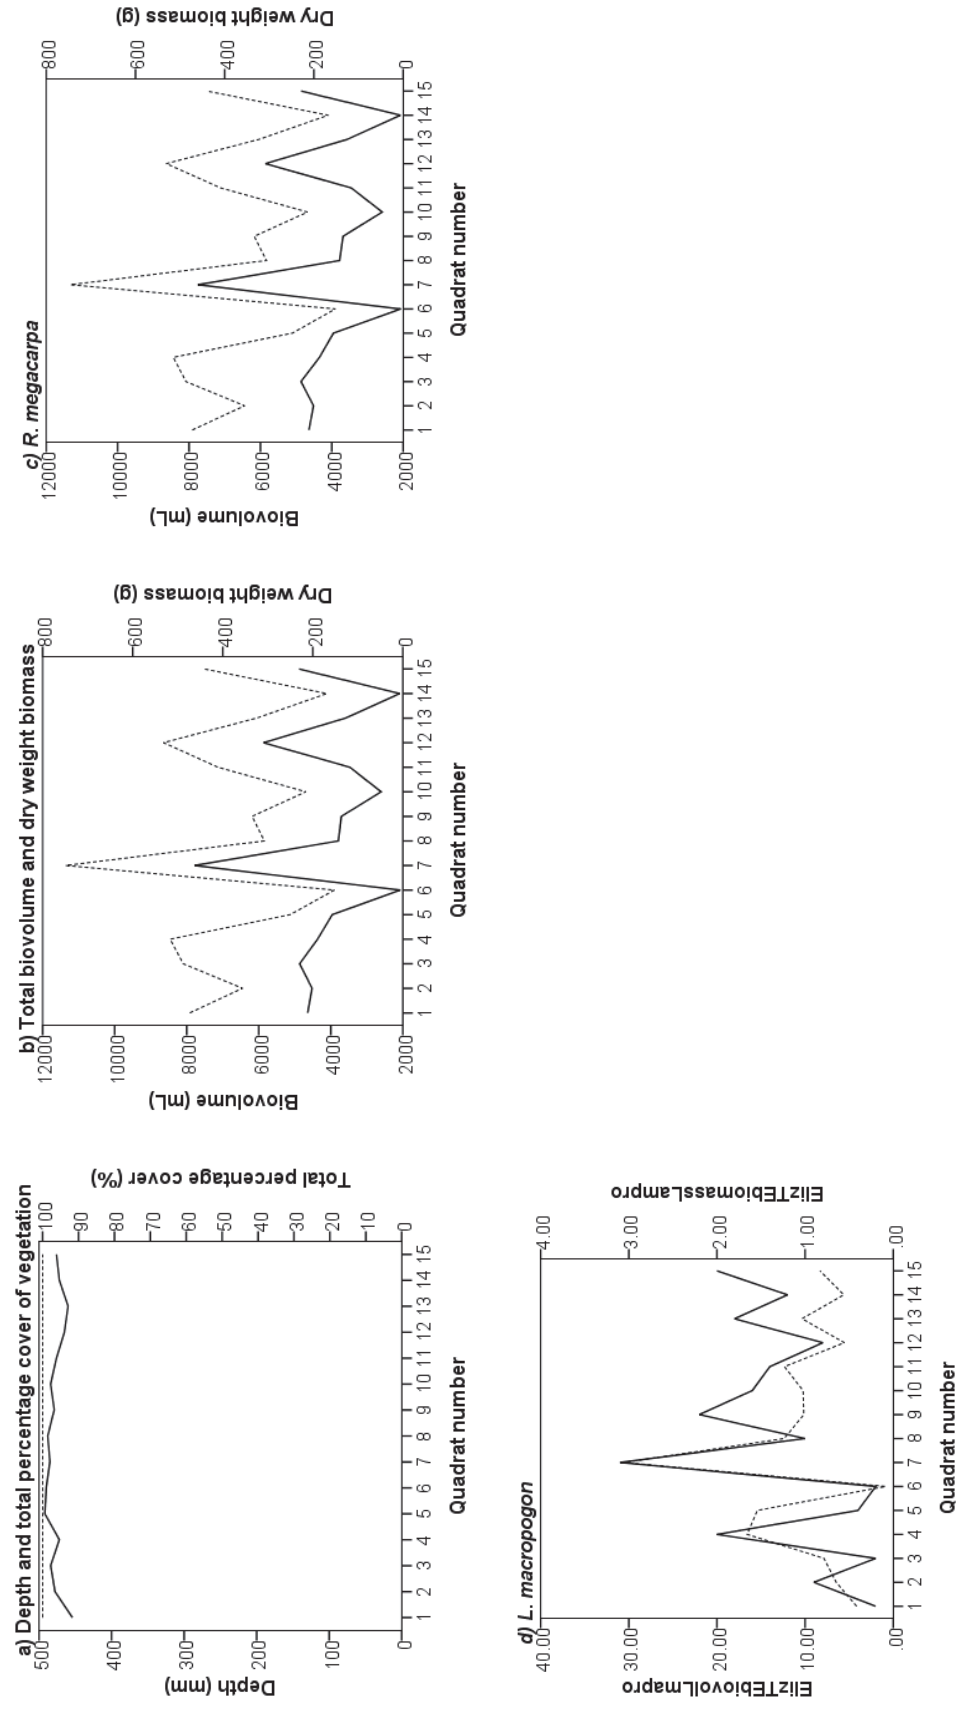 a) Depth and total percentage cover of vegetation
500
400
300
200
100
0
Depth (mm)
100
90
80
70
60
50
40
30
20
10
0
Total percentage cover (%)
1 2 3 4 5 6 7 8 9 10 11 12 13 14 15
Quadrat number
b) Total biovolume and dry weight biomass
12000
10000
8000
6000
4000
2000
Biovolume (mL)
800
600
400
200
0
Dry weight biomass (g)
1 2 3 4 5 6 7 8 9 10 11 12 13 14 15
Quadrat number
c) R. megacarpa
12000
10000
8000
6000
4000
2000
Biovolume (mL)
800
600
400
200
0
Dry weight biomass (g)
1 2 3 4 5 6 7 8 9 10 11 12 13 14 15
Quadrat number
d) L. macropogon
40.00
30.00
20.00
10.00
.00
ElizTEbiovolLmapro
4.00
3.00
2.00
1.00
.00
ElizTEbiomassLampro
1 2 3 4 5 6 7 8 9 10 11 12 13 14 15
Quadrat number